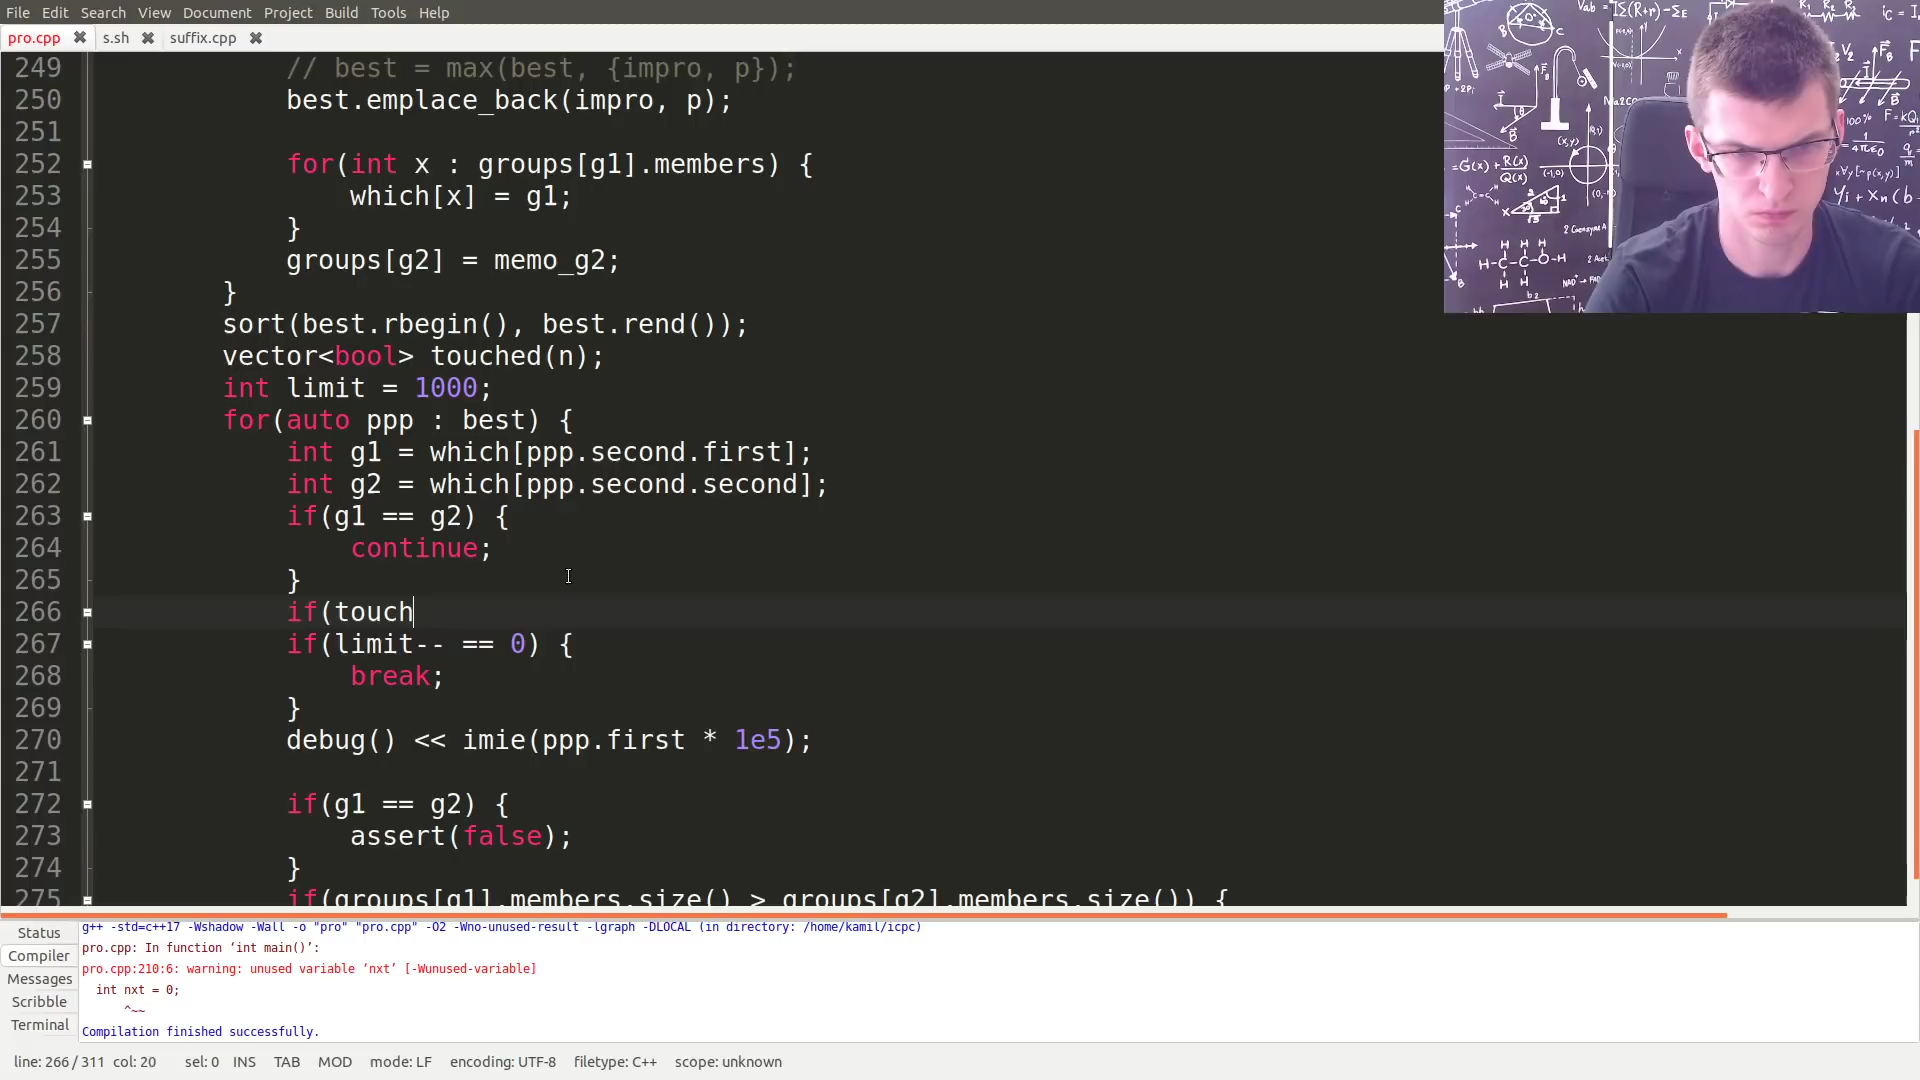 File Edit Search View Document Project Build Tools Help
pro.cpp s.sh suffix.cpp
249 // best = max(best, {impro, p});
250 best.emplace_back(impro, p);
251
252 for(int x : groups[g1].members) {
253 which[x] = g1;
254 }
255 groups[g2] = memo_g2;
256 }
257 sort(best.rbegin(), best.rend());
258 vector<bool> touched(n);
259 int limit = 1000;
260 for(auto ppp : best) {
261 int g1 = which[ppp.second.first];
262 int g2 = which[ppp.second.second];
263 if(g1 == g2) {
264 continue;
265 }
266 if(touch
267 if(limit-- == 0) {
268 break;
269 }
270 debug() << imie(ppp.first * 1e5);
271
272 if(g1 == g2) {
273 assert(false);
274 }
275 if(groups[g1].members.size() > groups[g2].members.size()) {
Status
Compiler
Messages
Scribble
Terminal
g++ -std=c++17 -Wshadow -Wall -o "pro" "pro.cpp" -O2 -Wno-unused-result -lgraph -DLOCAL (in directory: /home/kamil/icpc)
pro.cpp: In function ‘int main()’:
pro.cpp:210:6: warning: unused variable ‘nxt’ [-Wunused-variable]
int nxt = 0;
^~~
Compilation finished successfully.
line: 266 / 311 col: 20 sel: 0 INS TAB MOD mode: LF encoding: UTF-8 filetype: C++ scope: unknown